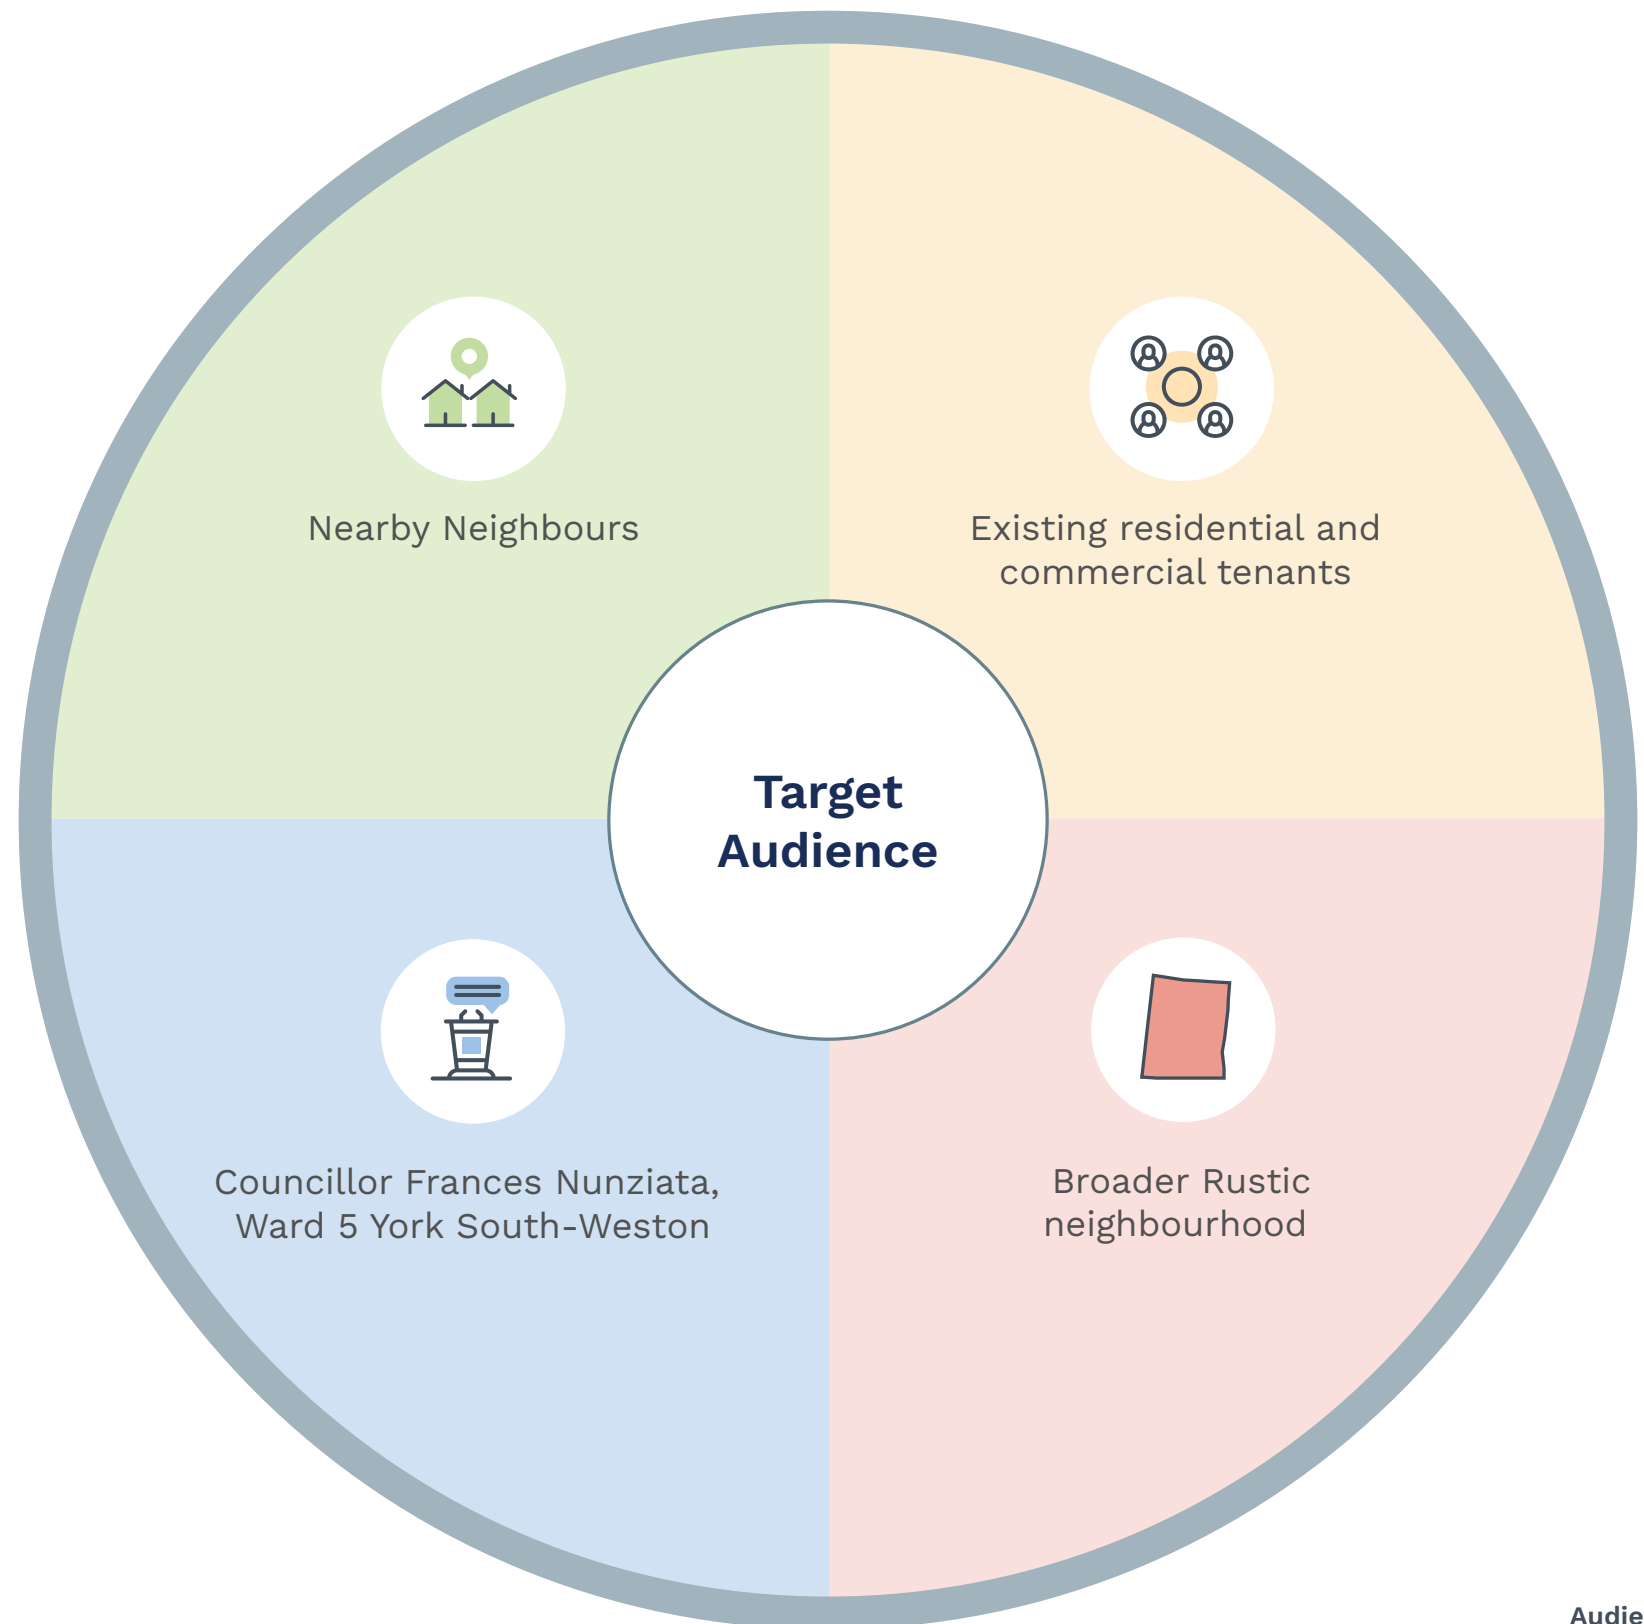 Nearby Neighbours
Existing residential and
commercial tenants
Target
Audience
Councillor Frances Nunziata,
Ward 5 York South-Weston
Broader Rustic
neighbourhood